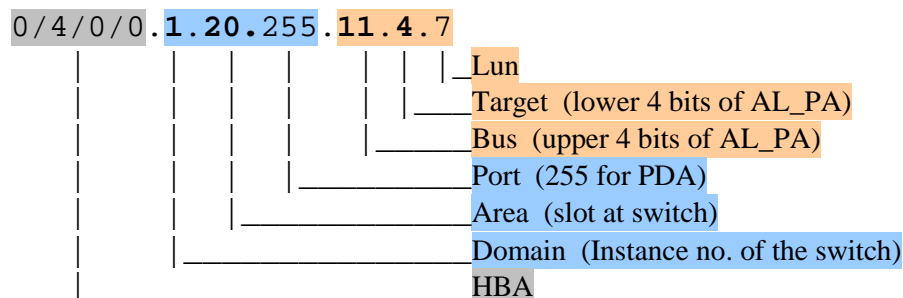 0/4/0/0.1.20.255.11.4.7
Lun
Target (lower 4 bits of AL_PA)
Bus (upper 4 bits of AL_PA)
Port (255 for PDA)
Area (slot at switch)
Domain (Instance no. of the switch)
HBA